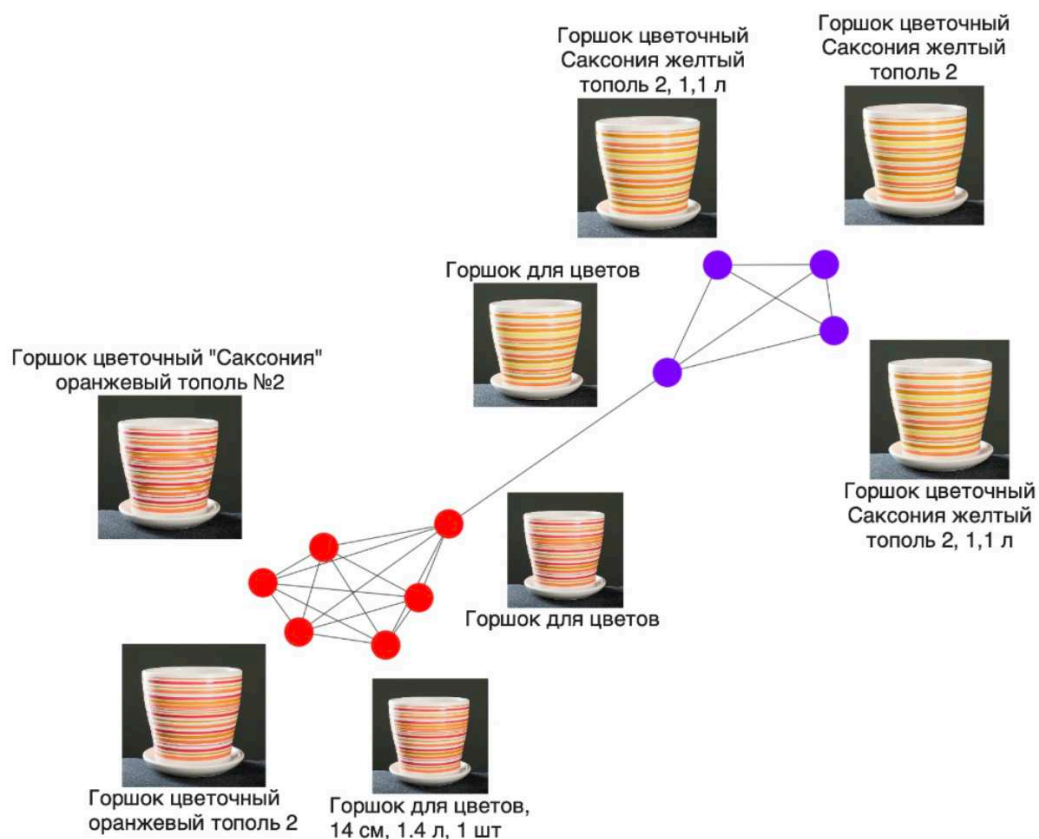 Горшок цветочный
Саксония желтый
тополь 2, 1,1 л
Горшок цветочный
Саксония желтый
тополь 2
Горшок для цветов
Горшок цветочный "Саксония"
оранжевый тополь №2
Горшок цветочный
Саксония желтый
тополь 2, 1,1 л
Горшок для цветов
Горшок цветочный
оранжевый тополь 2
Горшок для цветов,
14 см, 1.4 л, 1 шт